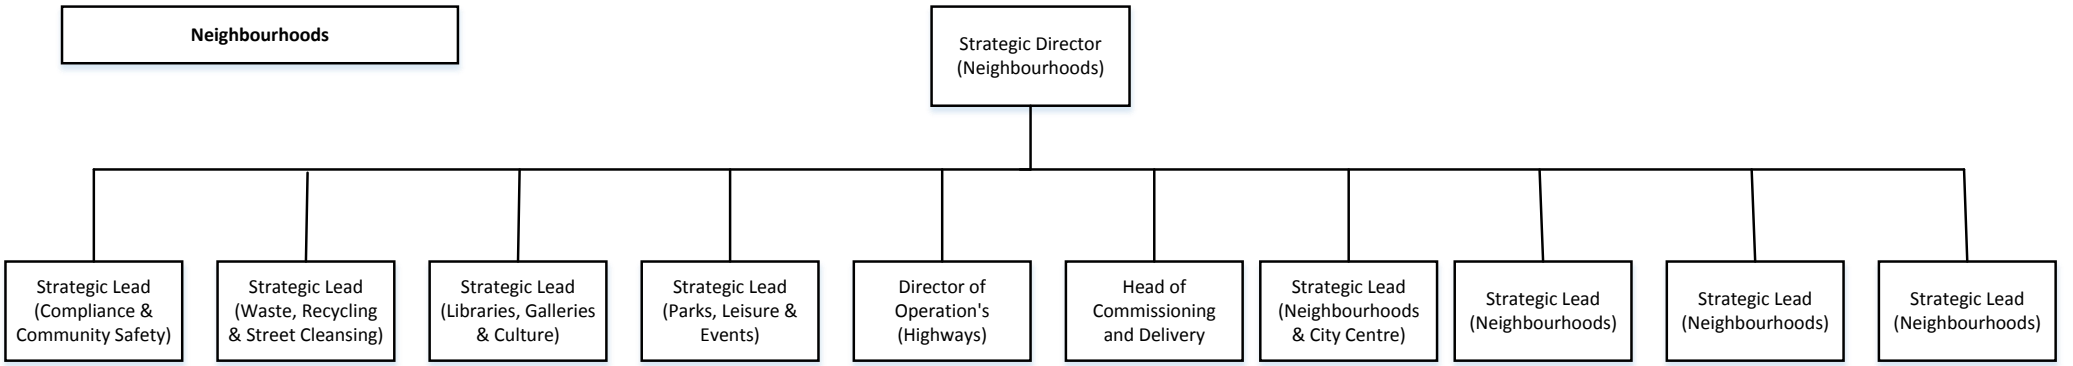 Neighbourhoods
Strategic Director
(Neighbourhoods)
Strategic Lead
(Compliance &
Community Safety)
Strategic Lead
(Waste, Recycling
& Street Cleansing)
Strategic Lead
(Libraries, Galleries
& Culture)
Strategic Lead
(Parks, Leisure &
Events)
Director of
Operation's
(Highways)
Head of
Commissioning
and Delivery
Strategic Lead
(Neighbourhoods
& City Centre)
Strategic Lead
(Neighbourhoods)
Strategic Lead
(Neighbourhoods)
Strategic Lead
(Neighbourhoods)